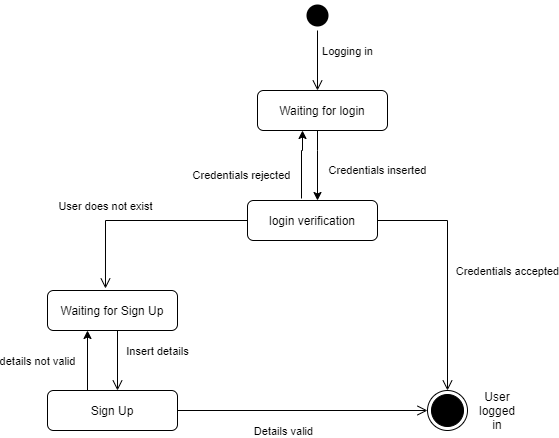 Logging in
Waiting for login
Credentials rejected
Credentials inserted
login verification
User does not exist
Credentials accepted
Waiting for Sign Up
details not valid
Insert details
Sign Up
User
logged
in
Details valid